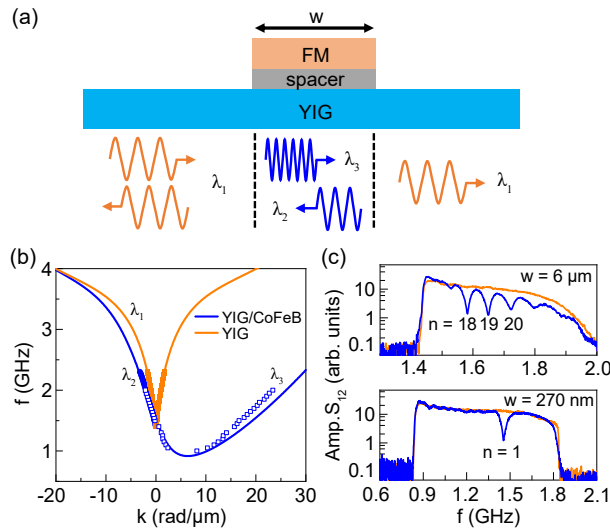 (a)
w
FM
spacer
YIG
λ₁
λ₃
λ₂
λ₁
(b)
f (GHz)
4
3
2
1
λ₁
YIG/CoFeB
YIG
λ₂
λ₃
-20 -10 0 10 20 30
k (rad/µm)
(c)
Amp.S₁₂ (arb. units)
10
1
0.1
w = 6 µm
n = 18 19 20
1.4 1.6 1.8 2.0
10
1
0.1
w = 270 nm
n = 1
0.6 0.9 1.2 1.5 1.8 2.1
f (GHz)